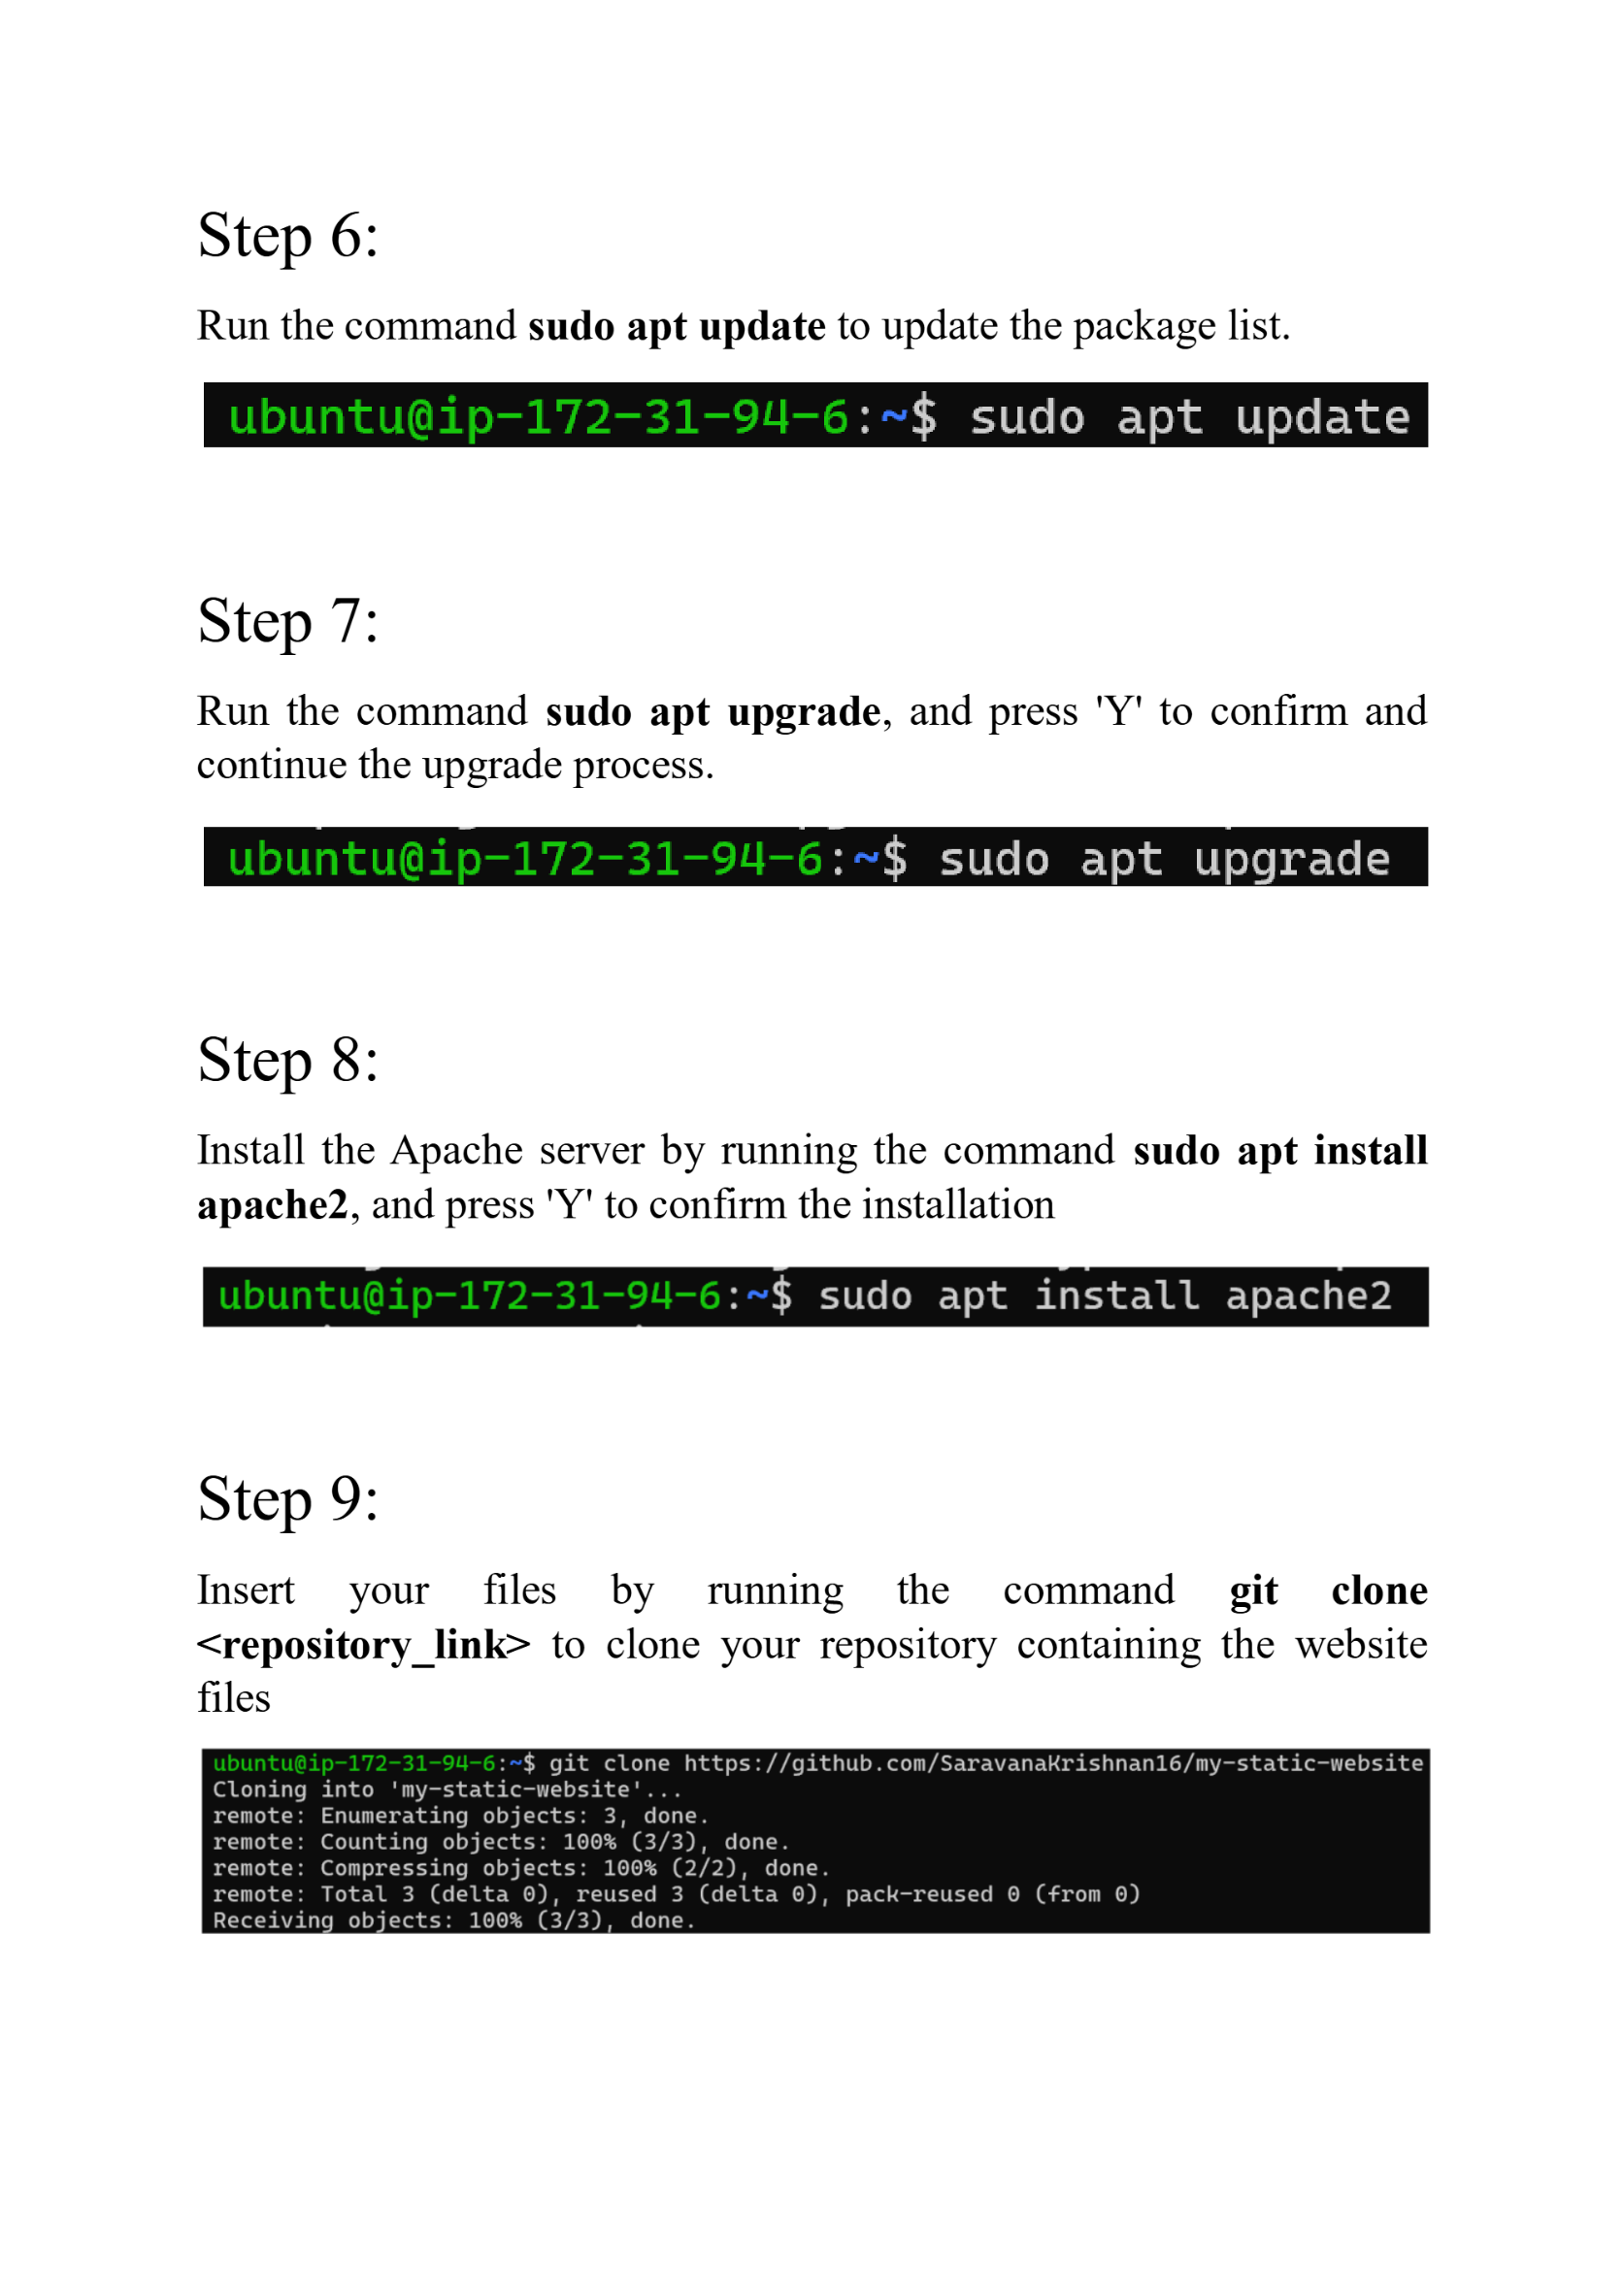 Step 6:
Run the command sudo apt update to update the package list.
ubuntu@ip-172-31-94-6:~$ sudo apt update
Step 7:
Run the command sudo apt upgrade, and press 'Y' to confirm and
continue the upgrade process.
ubuntu@ip-172-31-94-6:~$ sudo apt upgrade
Step 8:
Install the Apache server by running the command sudo apt install
apache2, and press 'Y' to confirm the installation
ubuntu@ip-172-31-94-6:~$ sudo apt install apache2
Step 9:
Insert your files by running the command git clone
<repository_link> to clone your repository containing the website
files
ubuntu@ip-172-31-94-6:~$ git clone https://github.com/SaravanaKrishnan16/my-static-website
Cloning into 'my-static-website'...
remote: Enumerating objects: 3, done.
remote: Counting objects: 100% (3/3), done.
remote: Compressing objects: 100% (2/2), done.
remote: Total 3 (delta 0), reused 3 (delta 0), pack-reused 0 (from 0)
Receiving objects: 100% (3/3), done.